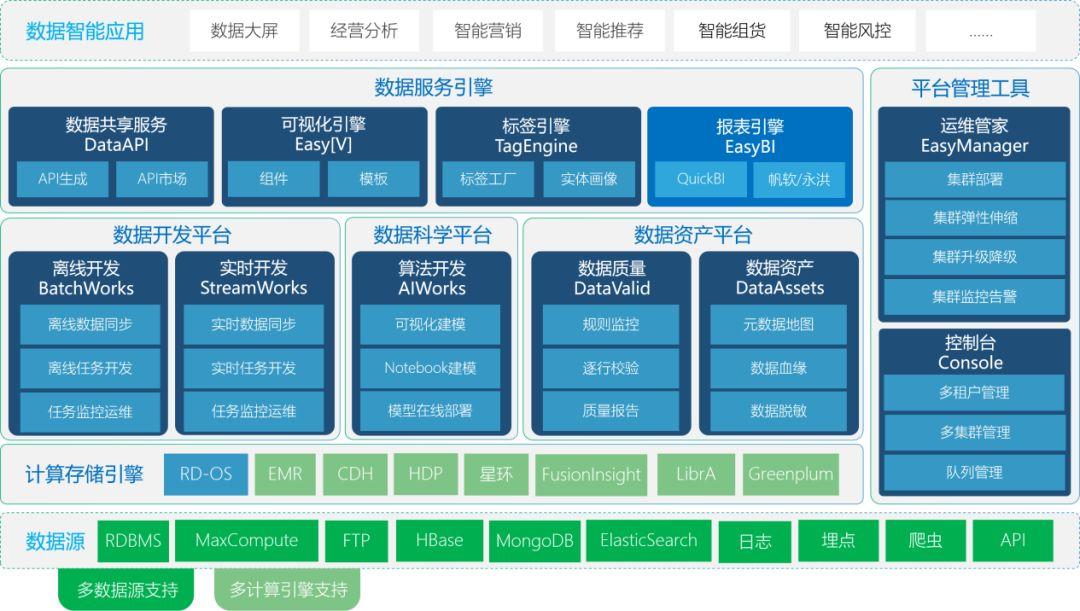 数据智能应用
数据大屏
经营分析
智能营销
智能推荐
智能组货
智能风控
......
数据服务引擎
数据共享服务
DataAPI
API生成
API市场
可视化引擎
Easy[V]
组件
模板
标签引擎
TagEngine
标签工厂
实体画像
报表引擎
EasyBI
QuickBI
帆软/永洪
平台管理工具
运维管家
EasyManager
集群部署
集群弹性伸缩
集群升级降级
集群监控告警
控制台
Console
多租户管理
多集群管理
队列管理
数据开发平台
离线开发
BatchWorks
离线数据同步
离线任务开发
任务监控运维
实时开发
StreamWorks
实时数据同步
实时任务开发
任务监控运维
数据科学平台
算法开发
AIWorks
可视化建模
Notebook建模
模型在线部署
数据资产平台
数据质量
DataValid
规则监控
逐行校验
质量报告
数据资产
DataAssets
元数据地图
数据血缘
数据脱敏
计算存储引擎
RD-OS
EMR
CDH
HDP
星环
FusionInsight
LibrA
Greenplum
数据源
RDBMS
MaxCompute
FTP
HBase
MongoDB
ElasticSearch
日志
埋点
爬虫
API
多数据源支持
多计算引擎支持